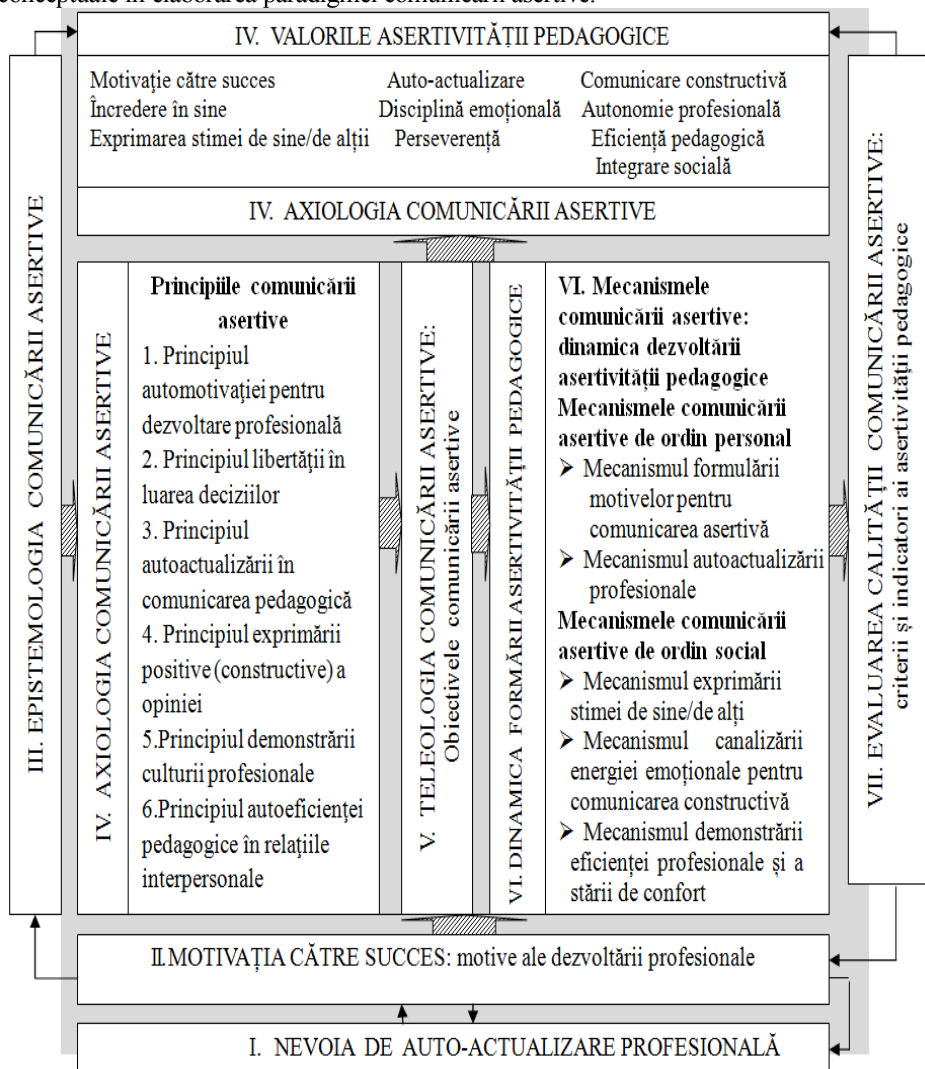 conceptuale în elaborarea paradigmei comunicării asertive.
IV. VALORILE ASERTIVITĂȚII PEDAGOGICE
Motivație către succes
Încredere în sine
Exprimarea stimei de sine/de alții
Auto-actualizare
Disciplină emoțională
Perseverență
Comunicare constructivă
Autonomie profesională
Eficiență pedagogică
Integrare socială
IV. AXIOLOGIA COMUNICĂRII ASERTIVE
III. EPISTEMOLOGIA COMUNICĂRII ASERTIVE
IV. AXIOLOGIA COMUNICĂRII ASERTIVE
Principiile comunicării
asertive
1. Principiul
automotivaţiei pentru
dezvoltare profesională
2. Principiul libertăţii în
luarea deciziilor
3. Principiul
autoactualizării în
comunicarea pedagogică
4. Principiul exprimării
positive (constructive) a
opiniei
5.Principiul demonstrării
culturii profesionale
6.Principiul autoeficienţei
pedagogice în relaţiile
interpersonale
V. TELEOLOGIA COMUNICĂRII ASERTIVE:
Obiectivele comunicării asertive
VI. DINAMICA FORMĂRII ASERTIVITĂȚII PEDAGOGICE
VI. Mecanismele
comunicării asertive:
dinamica dezvoltării
asertivității pedagogice
Mecanismele comunicării
asertive de ordin personal
➢ Mecanismul formulării
motivelor pentru
comunicarea asertivă
➢ Mecanismul autoactualizării
profesionale
Mecanismele comunicării
asertive de ordin social
➢ Mecanismul exprimării
stimei de sine/de alți
➢ Mecanismul canalizării
energiei emoționale pentru
comunicarea constructivă
➢ Mecanismul demonstrării
eficienței profesionale și a
stării de confort
VII. EVALUAREA CALITĂȚII COMUNICĂRII ASERTIVE:
criterii și indicatori ai asertivității pedagogice
II. MOTIVAȚIA CĂTRE SUCCES: motive ale dezvoltării profesionale
I. NEVOIA DE AUTO-ACTUALIZARE PROFESIONALĂ